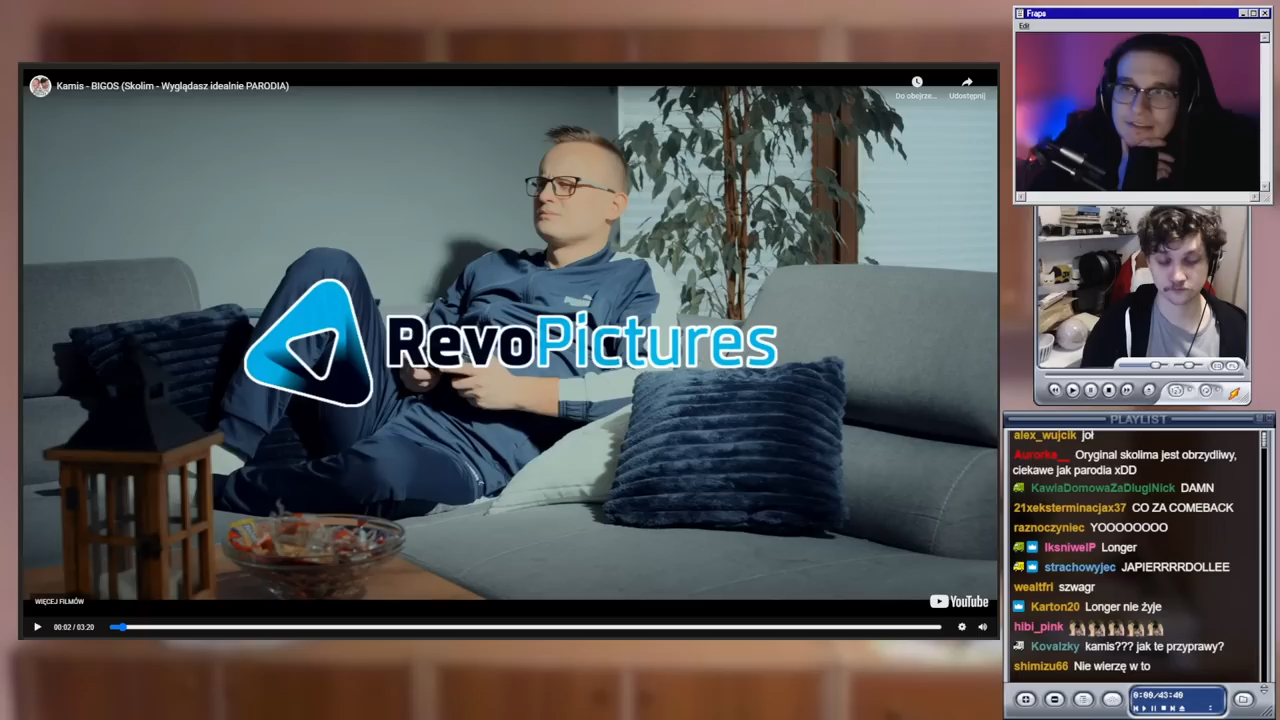 Kamis - BIGOS (Skolim - Wyglądasz idealnie PARODIA)
Do obejrze...
Udostępnij
RevoPictures
WIĘCEJ FILMÓW
YouTube
00:02 / 03:20
Fraps
Edit
PLAYLIST
alex_wujcik joł
Aurorka__ Oryginal skolima jest obrzydliwy,
ciekawe jak parodia xDD
KawlaDomowaZaDlugiNick DAMN
21xeksterminacjax37 CO ZA COMEBACK
raznoczyniec YOOOOOOOO
IksniwelP Longer
strachowyjec JAPIERRRRDOLLEE
wealtfri szwagr
Karton20 Longer nie żyje
hibi_pink
Kovalzky kamis??? jak te przyprawy?
shimizu66 Nie wierzę w to
0:00/43:40